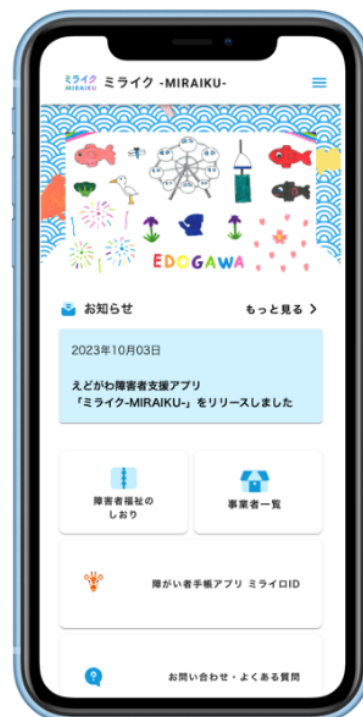 ミライク
MIRAIKU
ミライク -MIRAIKU-
EDOGAWA
お知らせ
もっと見る
2023年10月03日
えどがわ障害者支援アプリ
「ミライク-MIRAIKU-」をリリースしました
障害者福祉の
しおり
事業者一覧
障がい者手帳アプリ ミライロID
お問い合わせ・よくある質問